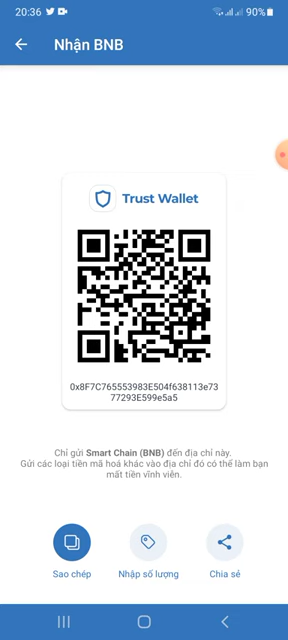 20:36
90%
Nhận BNB
Trust Wallet
0x8F7C765553983E504f638113e73
77293E599e5a5
Chỉ gửi Smart Chain (BNB) đến địa chỉ này.
Gửi các loại tiền mã hoá khác vào địa chỉ đó có thể làm bạn
mất tiền vĩnh viễn.
Sao chép
Nhập số lượng
Chia sẻ